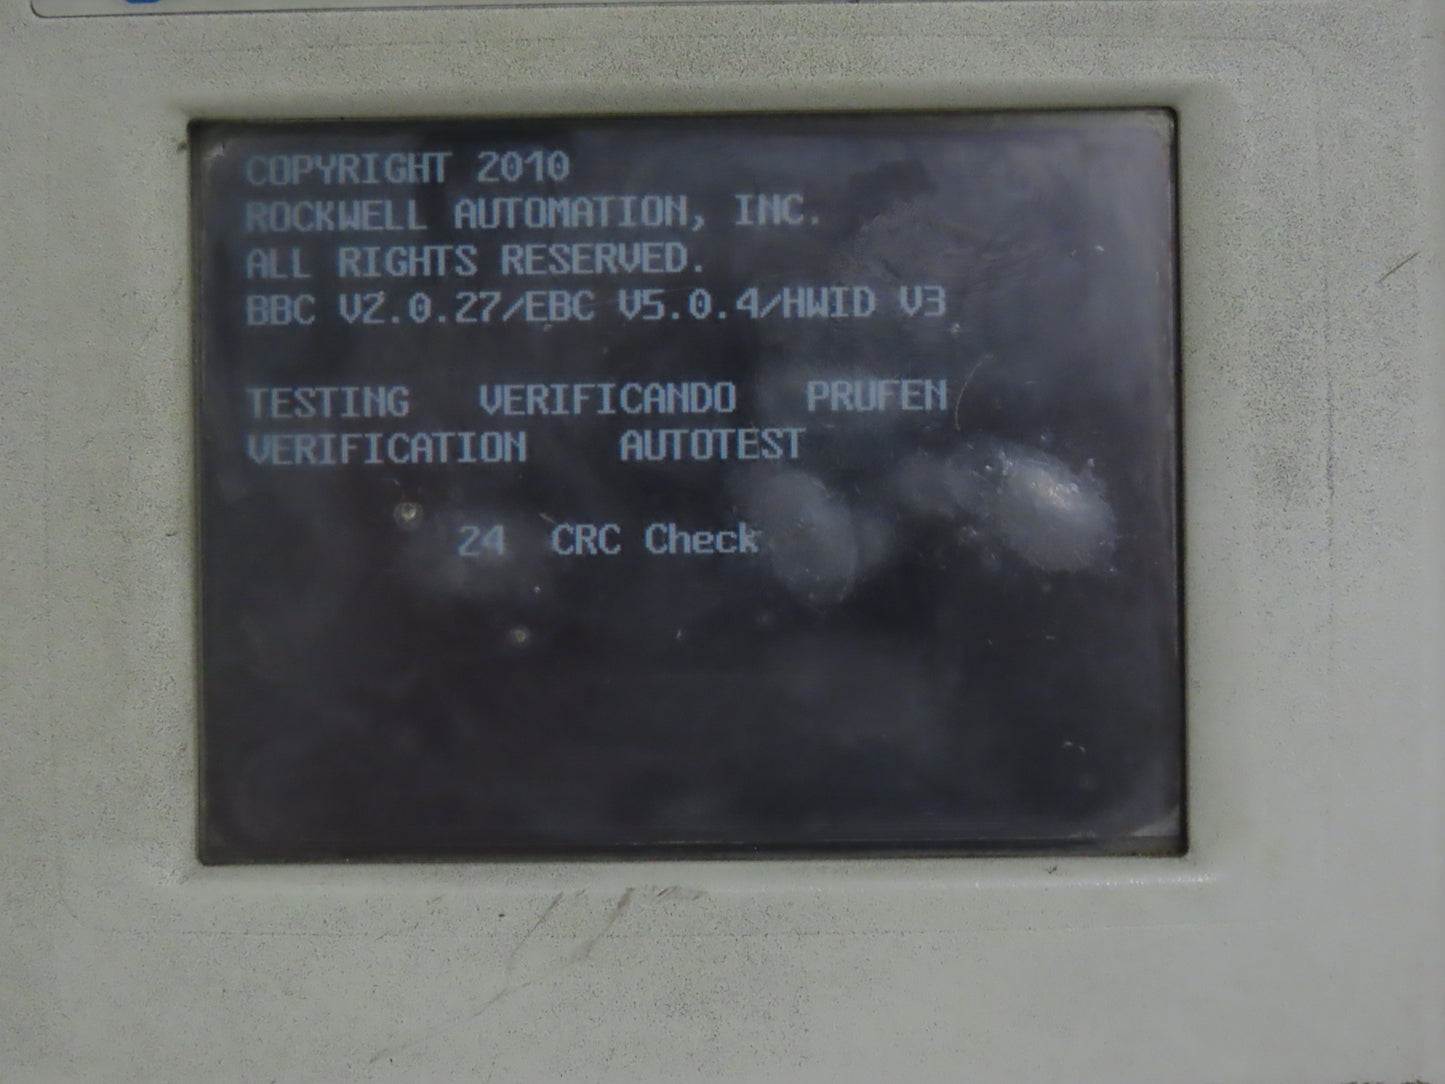 COPYRIGHT 2010
ROCKWELL AUTOMATION, INC.
ALL RIGHTS RESERVED.
BBC V2.0.27/EBC V5.0.4/HWID V3
TESTING VERIFICANDO PRUFEN
VERIFICATION AUTOTEST
24 CRC Check